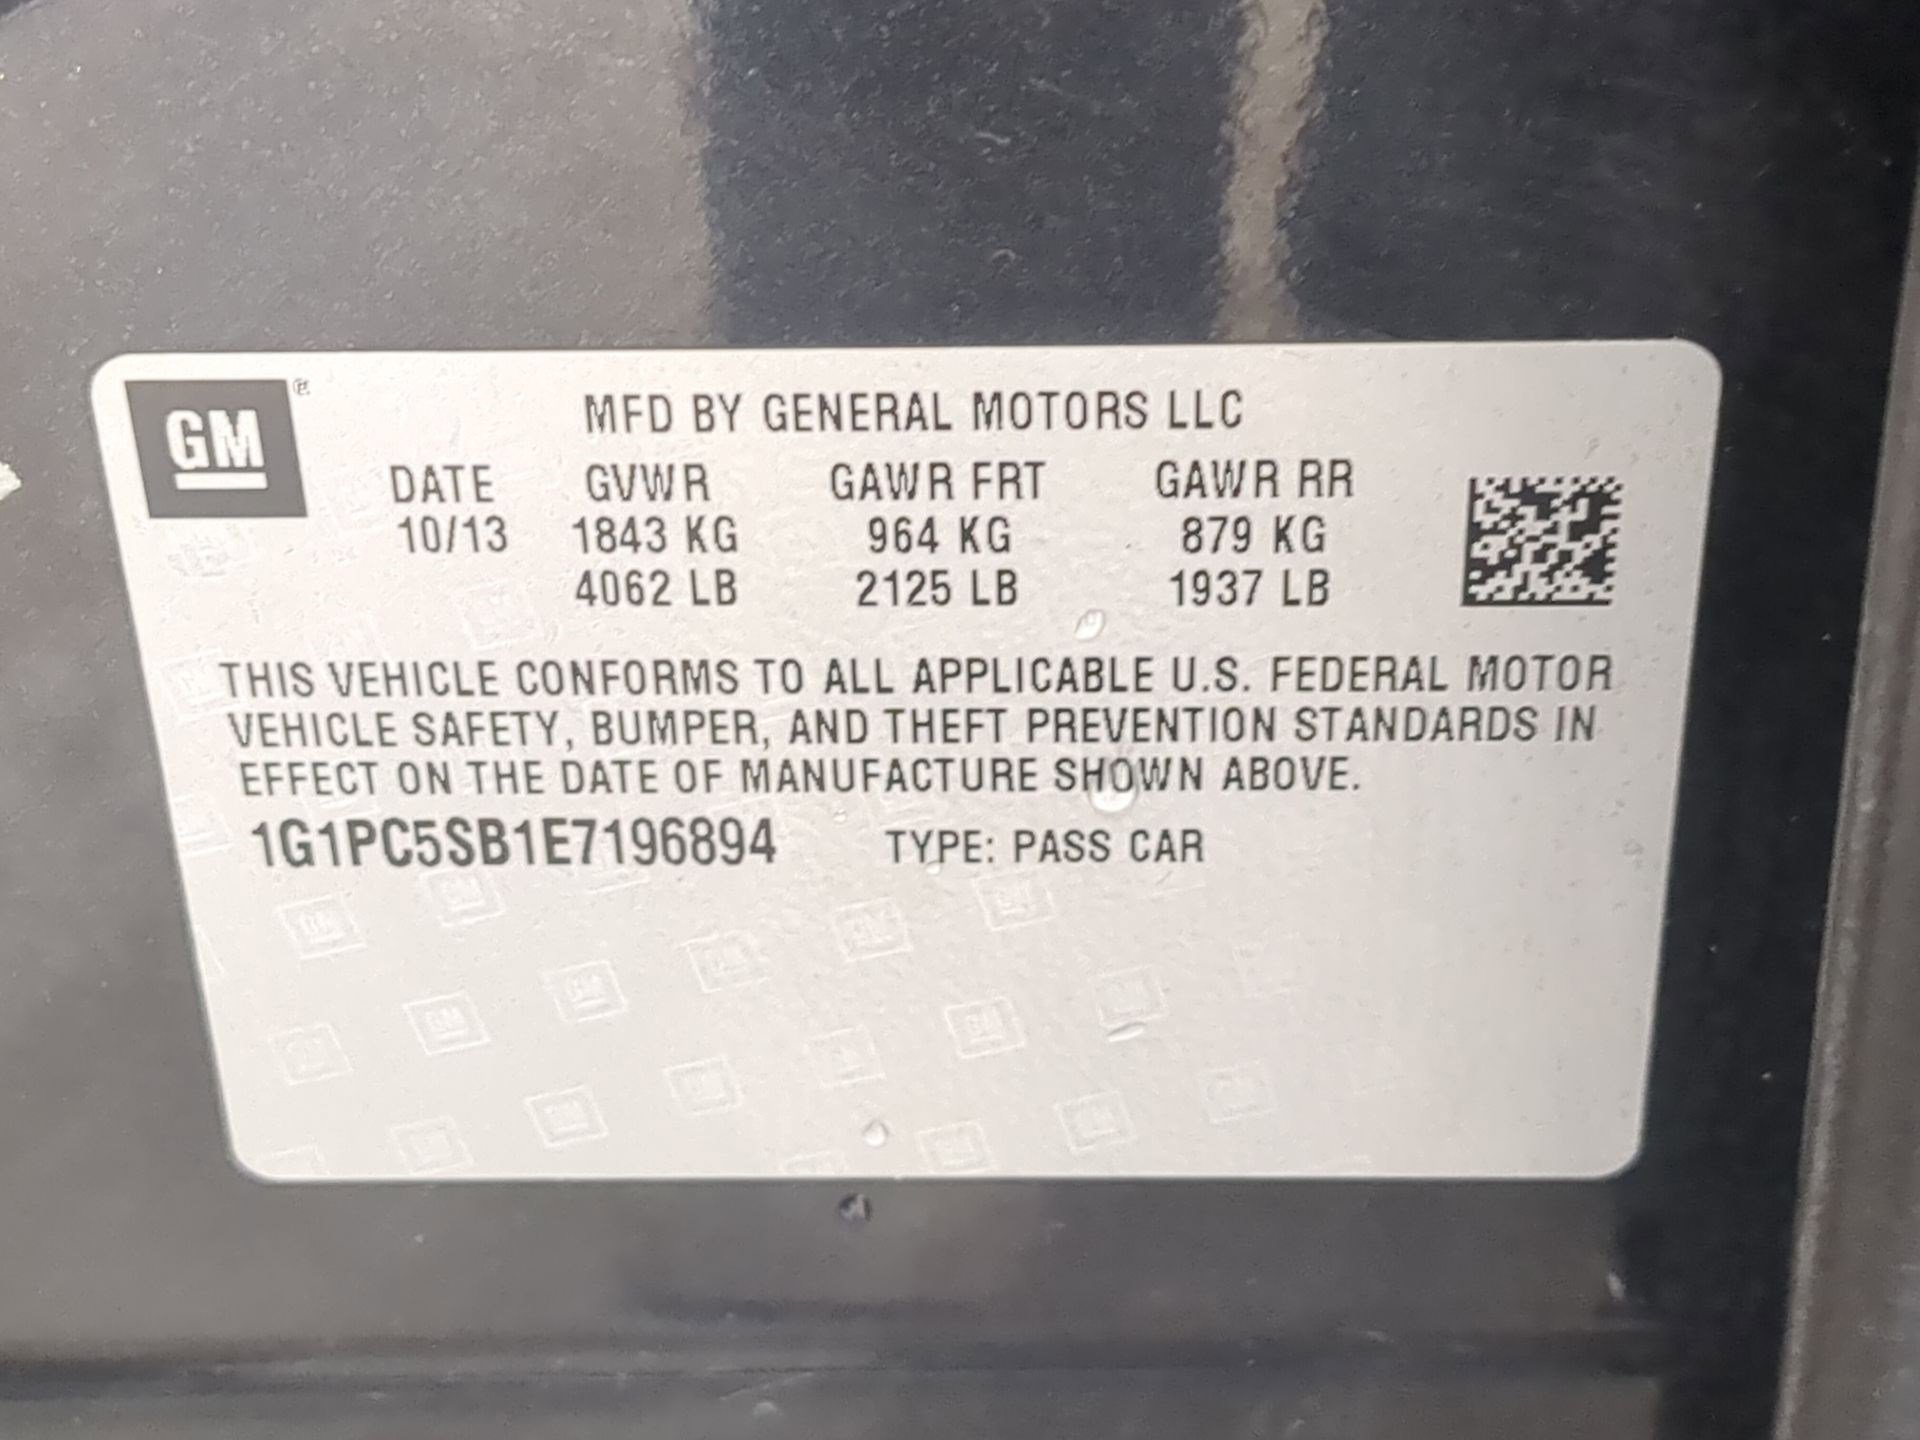 GM
MFD BY GENERAL MOTORS LLC
DATE GVWR GAWR FRT GAWR RR
10/13 1843 KG 964 KG 879 KG
4062 LB 2125 LB 1937 LB
THIS VEHICLE CONFORMS TO ALL APPLICABLE U.S. FEDERAL MOTOR
VEHICLE SAFETY, BUMPER, AND THEFT PREVENTION STANDARDS IN
EFFECT ON THE DATE OF MANUFACTURE SHOWN ABOVE.
1G1PC5SB1E7196894 TYPE: PASS CAR